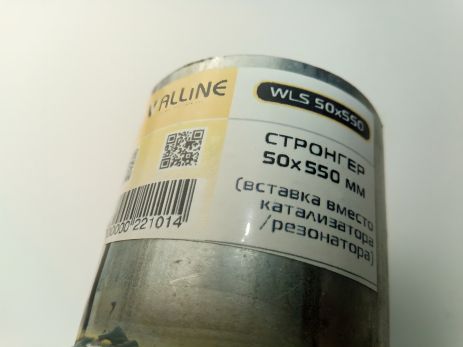 ALLINE
WLS 50x550
СТРОНГЕР
50x550 мм
(вставка вместо
катализатора
/резонатора)
221014